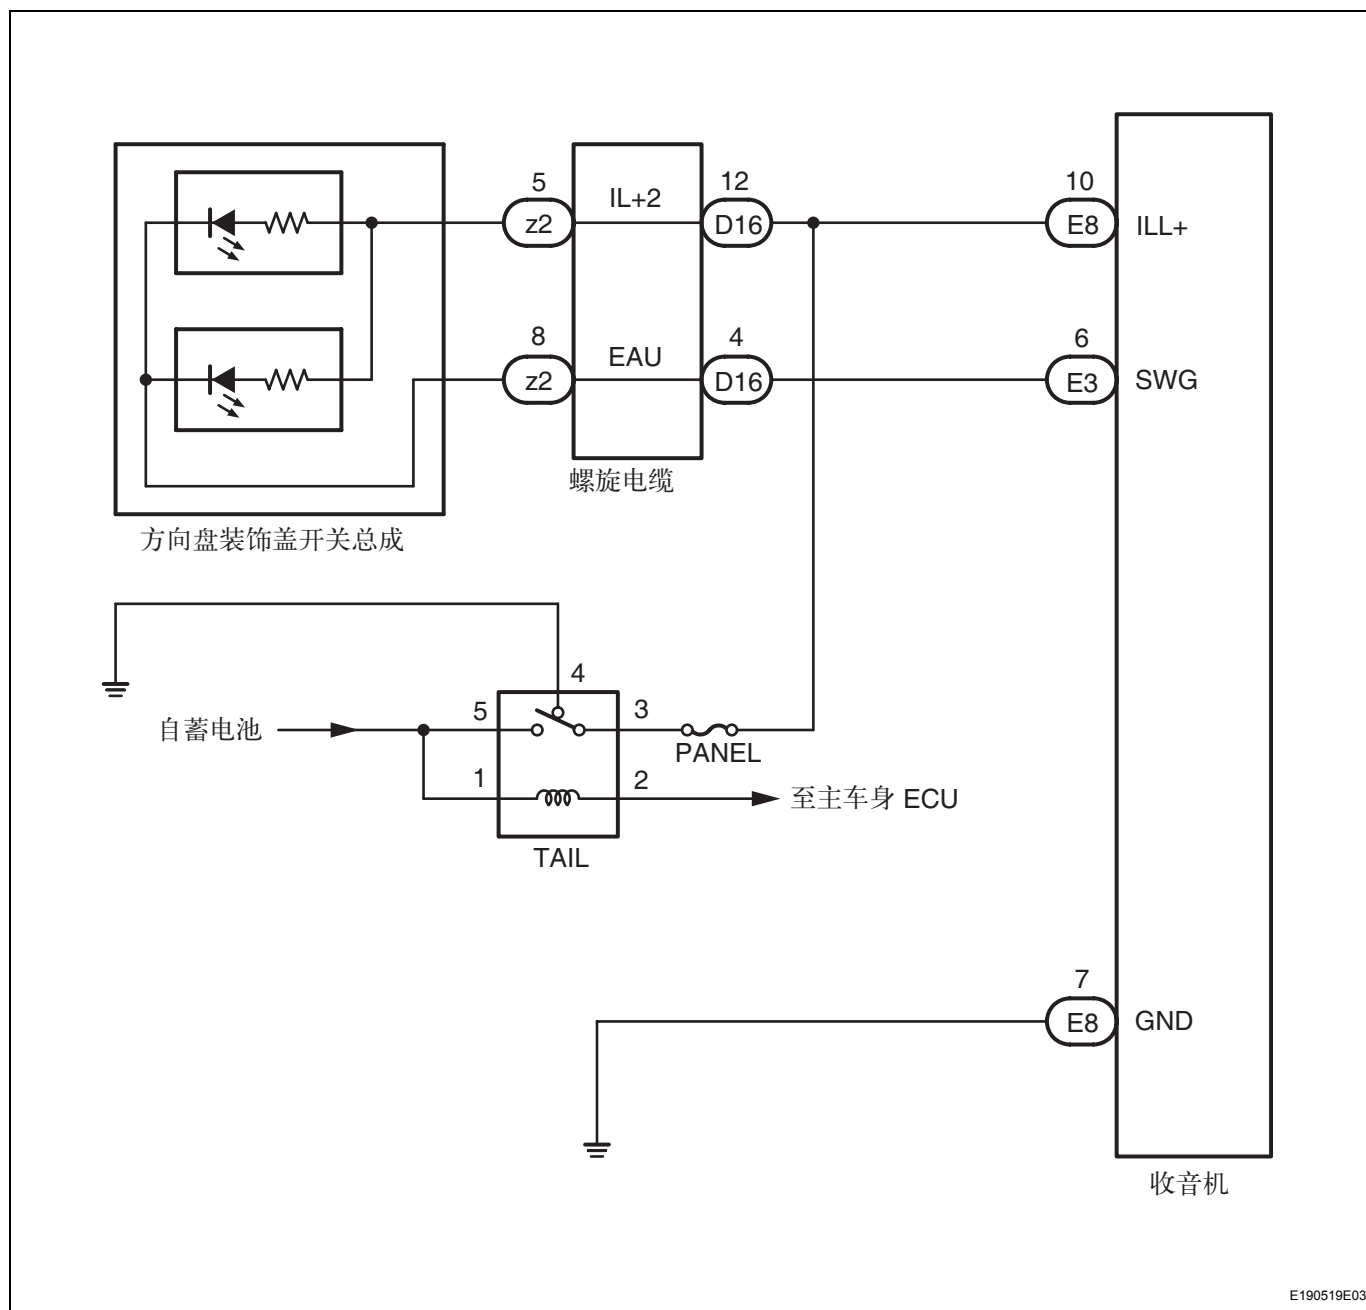 5
12
10
z2
IL+2
D16
E8
ILL+
8
4
6
z2
EAU
D16
E3
SWG
螺旋电缆
方向盘装饰盖开关总成
4
自蓄电池
5
3
PANEL
1
2
至主车身 ECU
TAIL
7
E8
GND
收音机
E190519E03